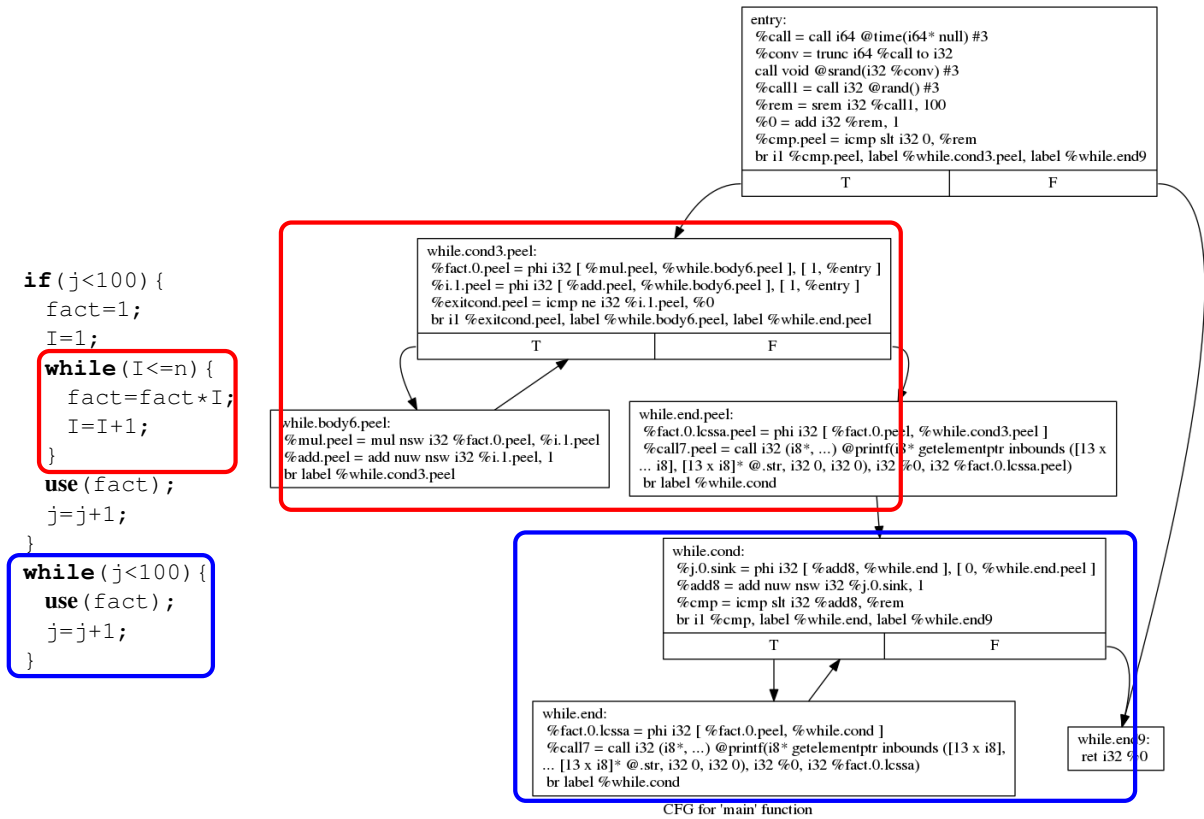 if(j<100){
fact=1;
I=1;
while(I<=n){
fact=fact*I;
I=I+1;
}
use(fact);
j=j+1;
}
while(j<100){
use(fact);
j=j+1;
}
entry:
%call = call i64 @time(i64* null) #3
%conv = trunc i64 %call to i32
call void @srand(i32 %conv) #3
%call1 = call i32 @rand() #3
%rem = srem i32 %call1, 100
%0 = add i32 %rem, 1
%cmp.peel = icmp slt i32 0, %rem
br i1 %cmp.peel, label %while.cond3.peel, label %while.end9
T F
while.cond3.peel:
%fact.0.peel = phi i32 [ %mul.peel, %while.body6.peel ], [ 1, %entry ]
%i.1.peel = phi i32 [ %add.peel, %while.body6.peel ], [ 1, %entry ]
%exitcond.peel = icmp ne i32 %i.1.peel, %0
br i1 %exitcond.peel, label %while.body6.peel, label %while.end.peel
T F
while.body6.peel:
%mul.peel = mul nsw i32 %fact.0.peel, %i.1.peel
%add.peel = add nuw nsw i32 %i.1.peel, 1
br label %while.cond3.peel
while.end.peel:
%fact.0.lcssa.peel = phi i32 [ %fact.0.peel, %while.cond3.peel ]
%call7.peel = call i32 (i8*, ...) @printf(i8* getelementptr inbounds ([13 x
... i8], [13 x i8]* @.str, i32 0, i32 0), i32 %0, i32 %fact.0.lcssa.peel)
br label %while.cond
while.cond:
%j.0.sink = phi i32 [ %add8, %while.end ], [ 0, %while.end.peel ]
%add8 = add nuw nsw i32 %j.0.sink, 1
%cmp = icmp slt i32 %add8, %rem
br i1 %cmp, label %while.end, label %while.end9
T F
while.end:
%fact.0.lcssa = phi i32 [ %fact.0.peel, %while.cond ]
%call7 = call i32 (i8*, ...) @printf(i8* getelementptr inbounds ([13 x i8],
... [13 x i8]* @.str, i32 0, i32 0), i32 %0, i32 %fact.0.lcssa)
br label %while.cond
while.end9:
ret i32 %0
CFG for 'main' function